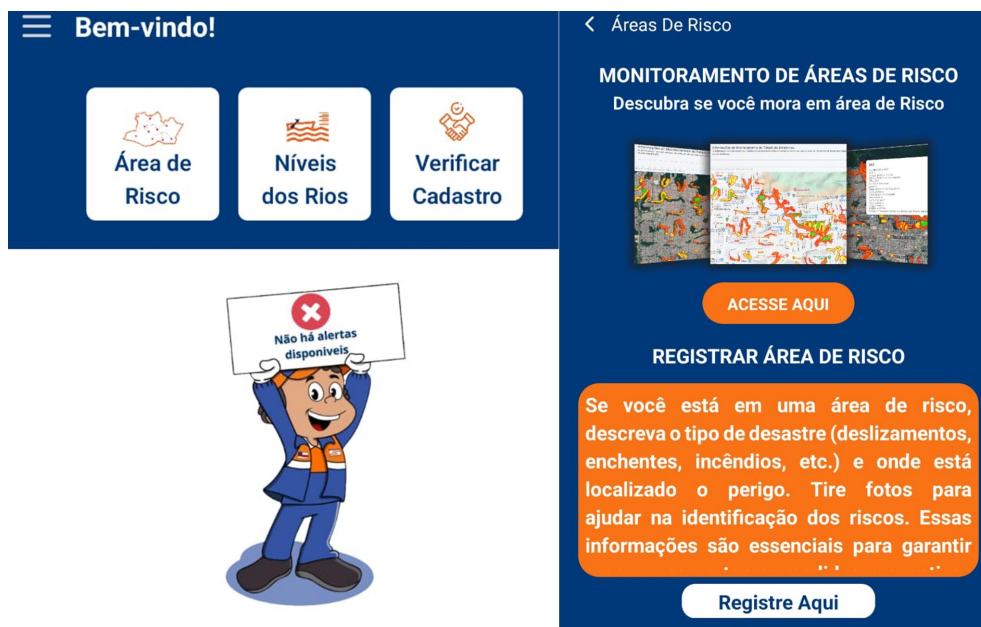 Bem-vindo!
Área de
Risco
Níveis
dos Rios
Verificar
Cadastro
Não há alertas
disponiveis
Áreas De Risco
MONITORAMENTO DE ÁREAS DE RISCO
Descubra se você mora em área de Risco
ACESSE AQUI
REGISTRAR ÁREA DE RISCO
Se você está em uma área de risco,
descreva o tipo de desastre (deslizamentos,
enchentes, incêndios, etc.) e onde está
localizado o perigo. Tire fotos para
ajudar na identificação dos riscos. Essas
informações são essenciais para garantir
Registre Aqui